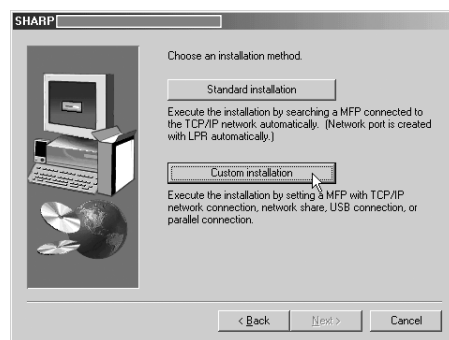 SHARP
Choose an installation method.
Standard installation
Execute the installation by searching a MFP connected to
the TCP/IP network automatically. (Network port is created
with LPR automatically.)
Custom installation
Execute the installation by setting a MFP with TCP/IP
network connection, network share, USB connection, or
parallel connection.
< Back
Next >
Cancel